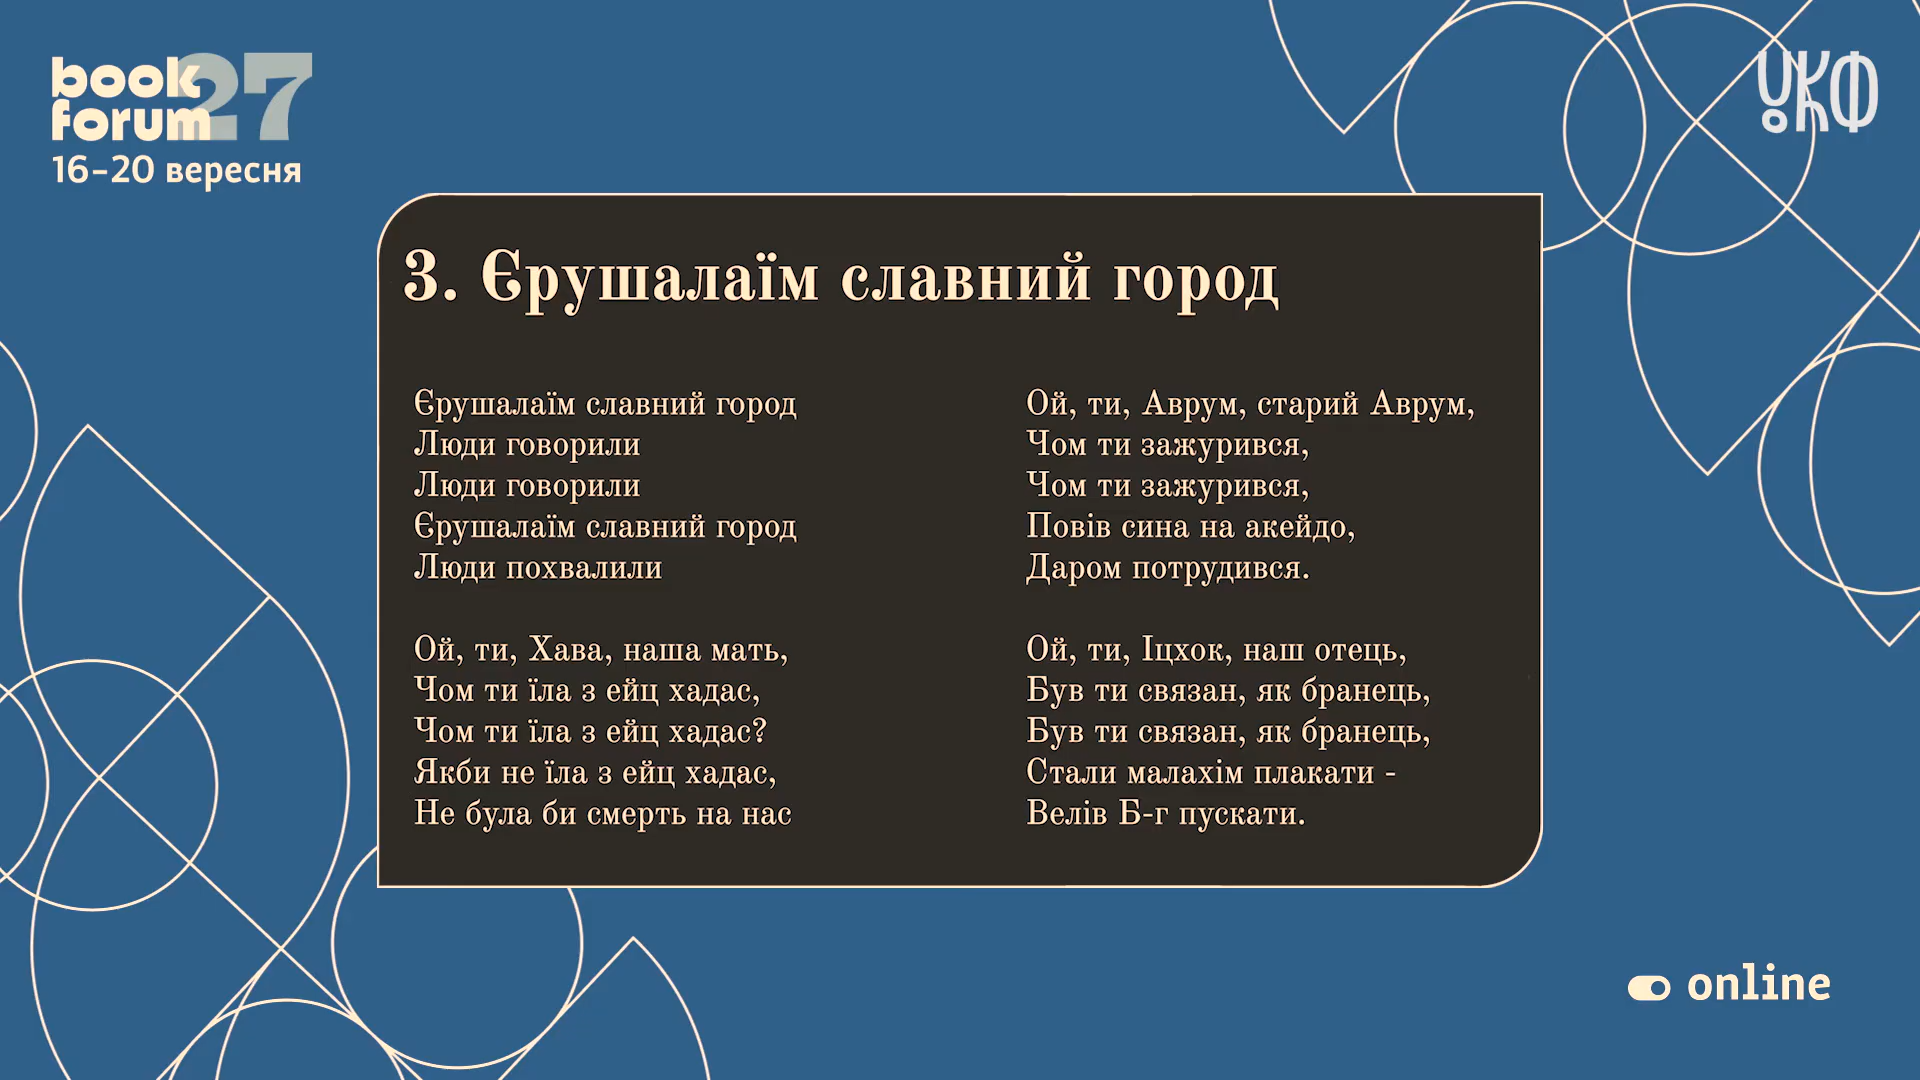 book
forum 27
16–20 вересня
УКФ
3. Єрушалаїм славний город
Єрушалаїм славний город
Люди говорили
Люди говорили
Єрушалаїм славний город
Люди похвалили
Ой, ти, Хава, наша мать,
Чом ти їла з ейц хадас,
Чом ти їла з ейц хадас?
Якби не їла з ейц хадас,
Не була би смерть на нас
Ой, ти, Аврум, старий Аврум,
Чом ти зажурився,
Чом ти зажурився,
Повів сина на акейдо,
Даром потрудився.
Ой, ти, Іцхок, наш отець,
Був ти связан, як бранець,
Був ти связан, як бранець,
Стали малахім плакати -
Велів Б-г пускати.
online